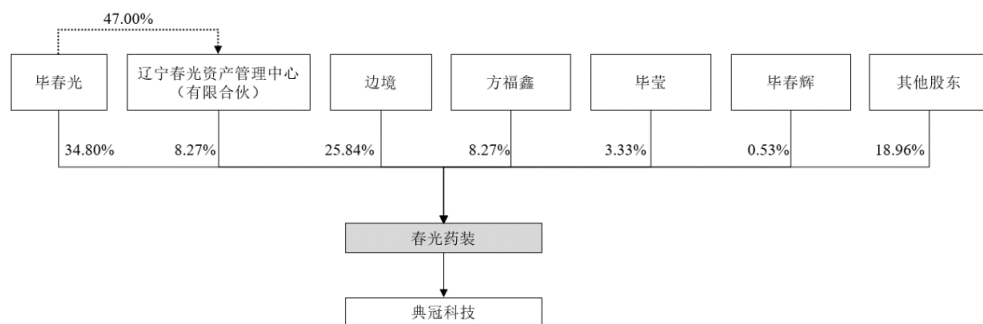 47.00%
毕春光
辽宁春光资产管理中心
（有限合伙）
边境
方福鑫
毕莹
毕春辉
其他股东
34.80%
8.27%
25.84%
8.27%
3.33%
0.53%
18.96%
春光药装
典冠科技